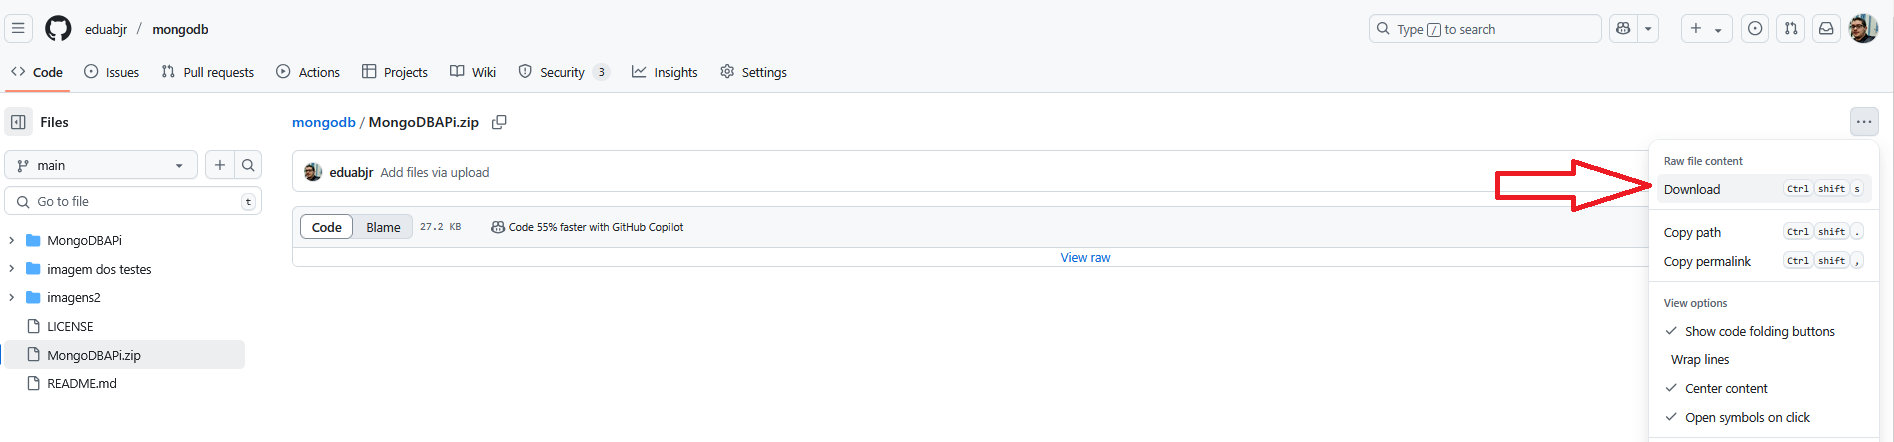 eduabjr / mongodb
Type / to search
Code
Issues
Pull requests
Actions
Projects
Wiki
Security 3
Insights
Settings
Files
main
Go to file
t
MongoDBAPi
imagem dos testes
imagens2
LICENSE
MongoDBAPi.zip
README.md
mongodb / MongoDBAPi.zip
eduabjr Add files via upload
Code
Blame
27.2 KB
Code 55% faster with GitHub Copilot
View raw
Raw file content
Download Ctrl shift s
Copy path Ctrl shift .
Copy permalink Ctrl shift ,
View options
Show code folding buttons
Wrap lines
Center content
Open symbols on click